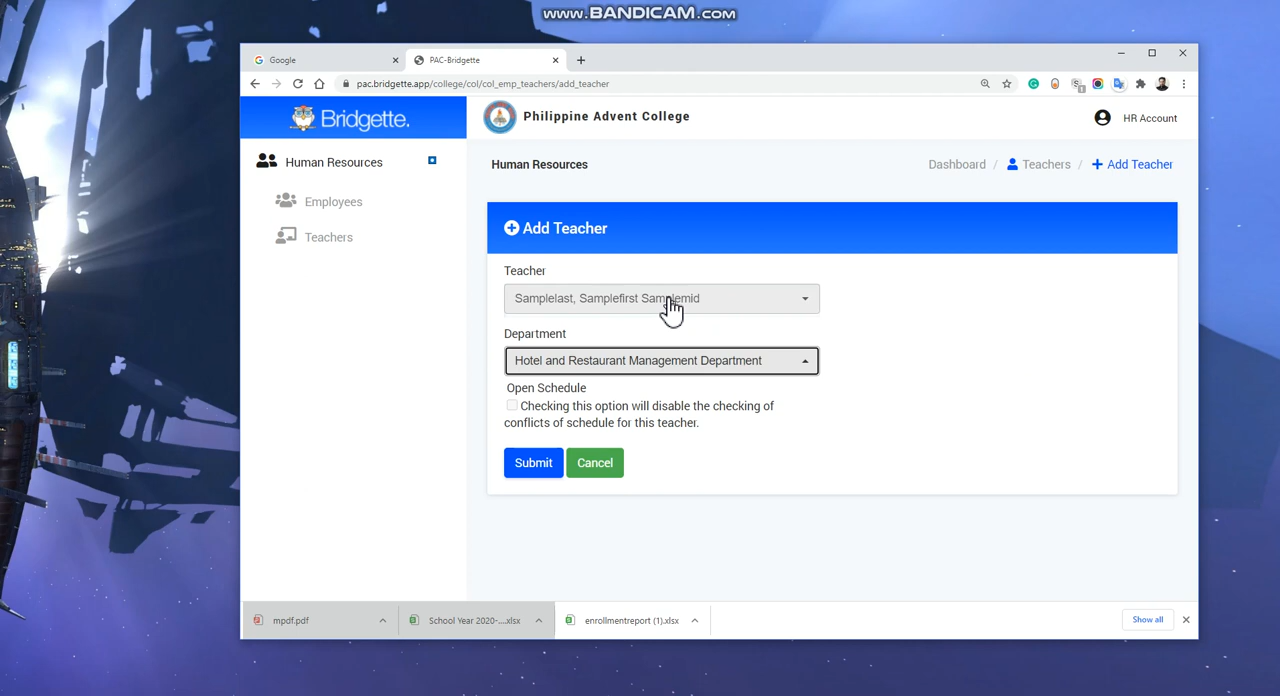 www.BANDICAM.com
Google
PAC-Bridgette
pac.bridgette.app/college/col/col_emp_teachers/add_teacher
Bridgette.
Philippine Advent College
HR Account
Human Resources
Human Resources
Dashboard / Teachers / + Add Teacher
Employees
Teachers
Add Teacher
Teacher
Samplelast, Samplefirst Samplemid
Department
Hotel and Restaurant Management Department
Open Schedule
Checking this option will disable the checking of
conflicts of schedule for this teacher.
Submit Cancel
mpdf.pdf
School Year 2020-....xlsx
enrollmentreport (1).xlsx
Show all